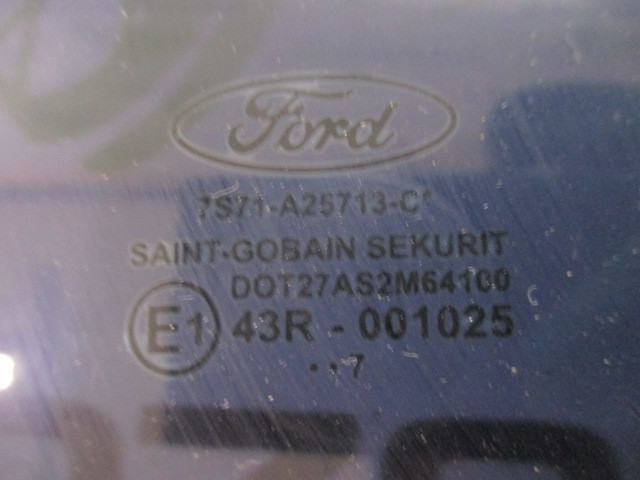 Ford
7S71-A25713-C*
SAINT-GOBAIN SEKURIT
DOT27AS2M64100
E1 43R - 001025
..7